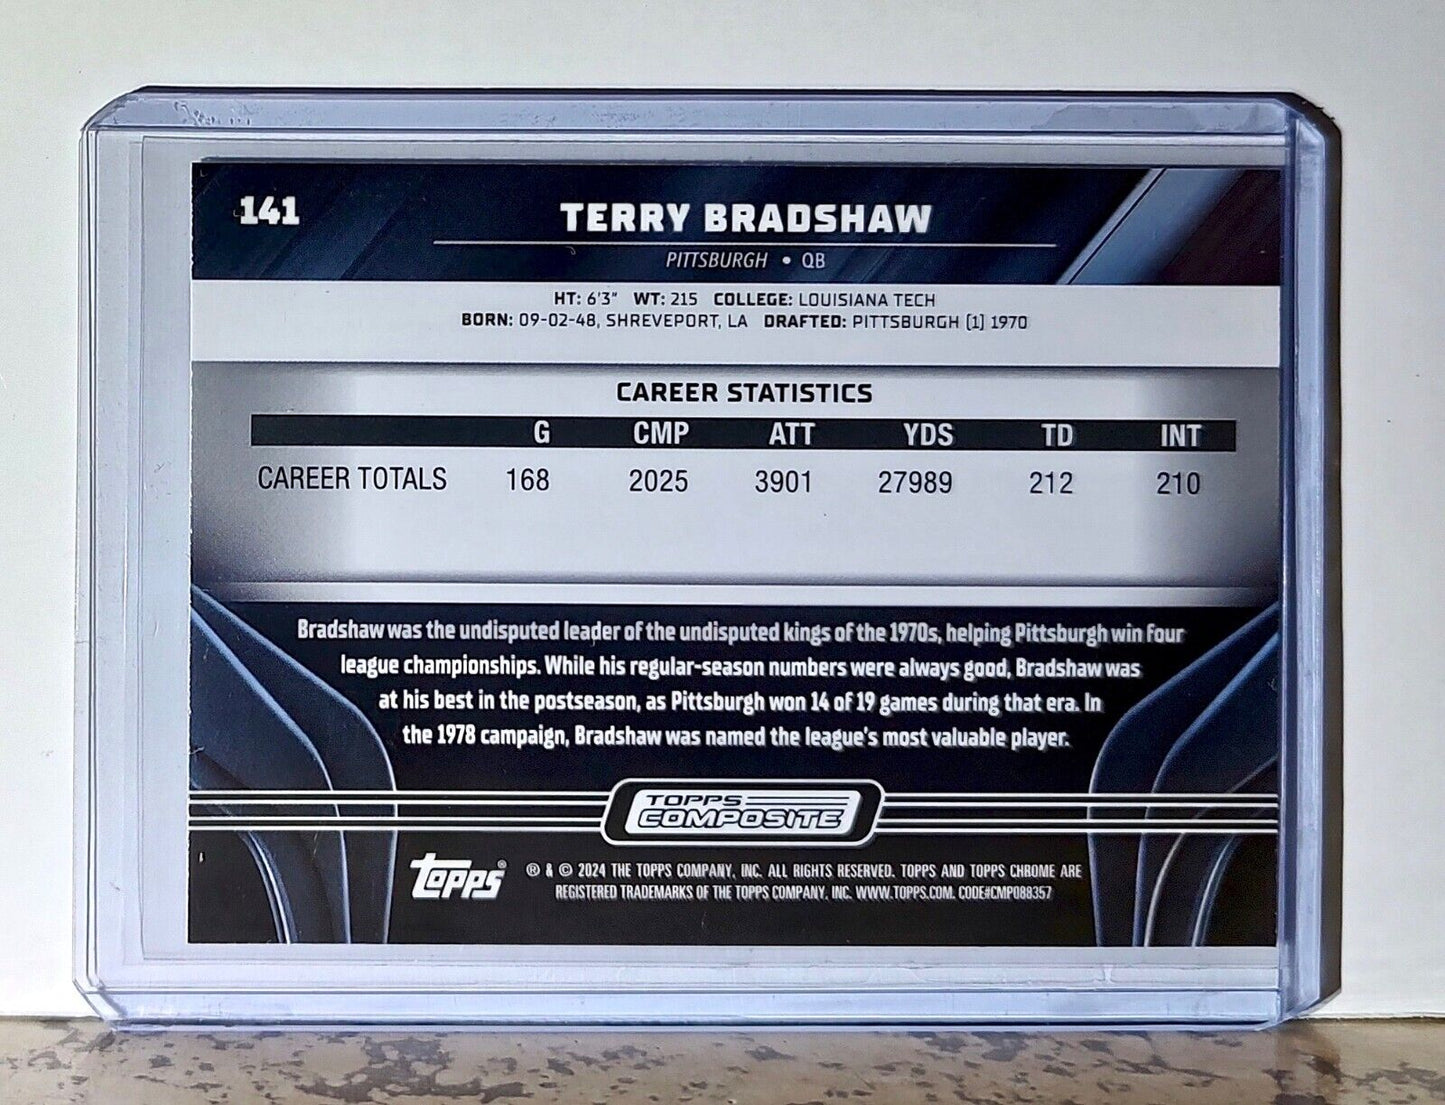 141
TERRY BRADSHAW
PITTSBURGH • QB
HT: 6'3" WT: 215 COLLEGE: LOUISIANA TECH
BORN: 09-02-48, SHREVEPORT, LA DRAFTED: PITTSBURGH [1] 1970
CAREER STATISTICS
G CMP ATT YDS TD INT
CAREER TOTALS 168 2025 3901 27989 212 210
Bradshaw was the undisputed leader of the undisputed kings of the 1970s, helping Pittsburgh win four
league championships. While his regular-season numbers were always good, Bradshaw was
at his best in the postseason, as Pittsburgh won 14 of 19 games during that era. In
the 1978 campaign, Bradshaw was named the league's most valuable player.
TOPPS
COMPOSITE
Topps®
® & © 2024 THE TOPPS COMPANY, INC. ALL RIGHTS RESERVED. TOPPS AND TOPPS CHROME ARE
REGISTERED TRADEMARKS OF THE TOPPS COMPANY, INC. WWW.TOPPS.COM. CODE#CMP088357